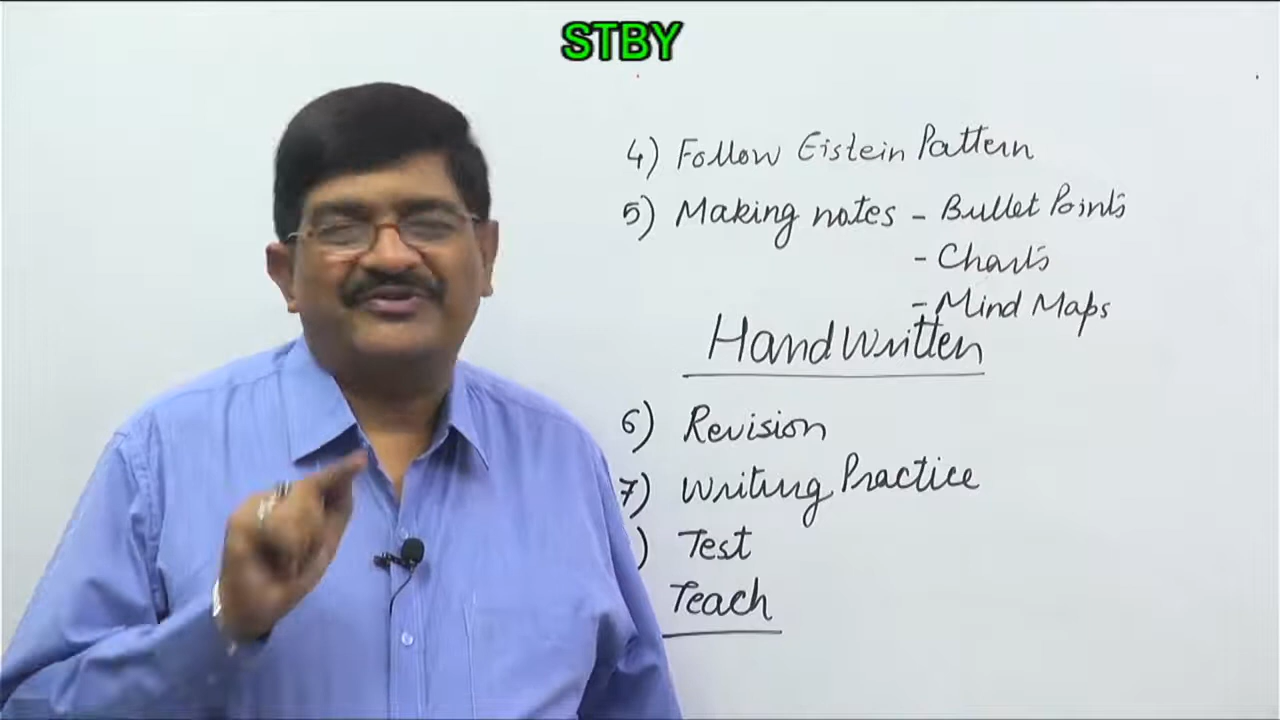 STBY
4) Follow Eistein Pattern
5) Making notes - Bullet Points
- Charts
- Mind Maps
Handwritten
6) Revision
7) Writing Practice
) Test
Teach